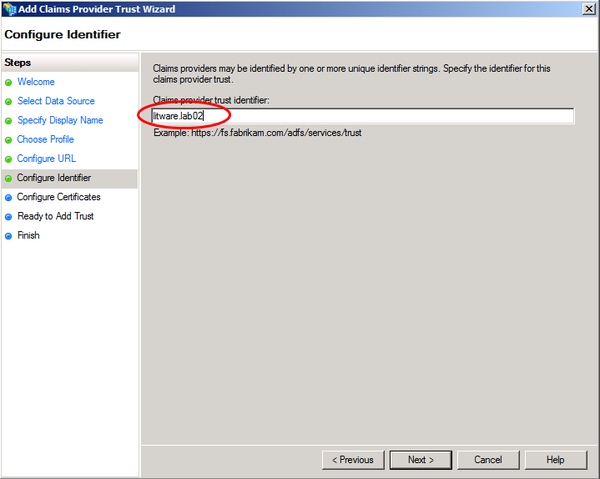 Add Claims Provider Trust Wizard
Configure Identifier
Steps
Welcome
Select Data Source
Specify Display Name
Choose Profile
Configure URL
Configure Identifier
Configure Certificates
Ready to Add Trust
Finish
Claims providers may be identified by one or more unique identifier strings. Specify the identifier for this
claims provider trust.
Claims provider trust identifier:
litware.lab02
Example: https://fs.fabrikam.com/adfs/services/trust
< Previous
Next >
Cancel
Help